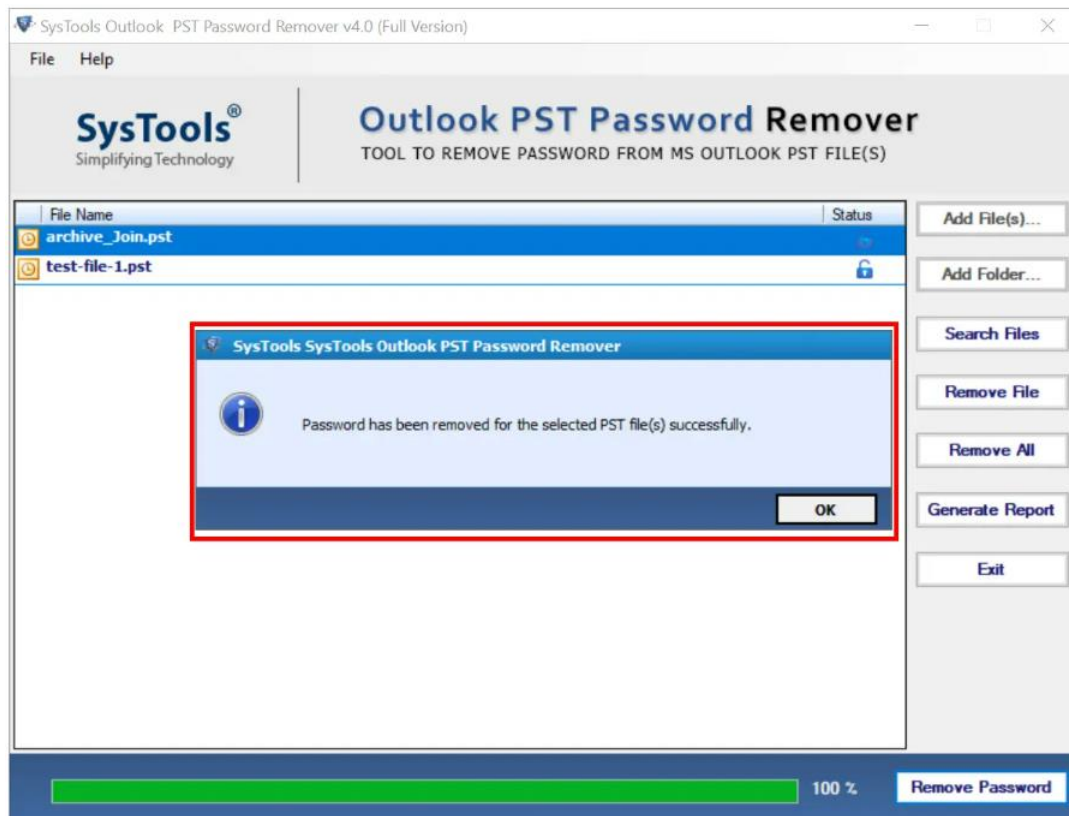 SysTools Outlook PST Password Remover v4.0 (Full Version)
File Help
SysTools®
Simplifying Technology
Outlook PST Password Remover
TOOL TO REMOVE PASSWORD FROM MS OUTLOOK PST FILE(S)
File Name Status
archive_Join.pst
test-file-1.pst
Add File(s)...
Add Folder...
Search Files
Remove File
Remove All
Generate Report
Exit
SysTools SysTools Outlook PST Password Remover
Password has been removed for the selected PST file(s) successfully.
OK
100 %
Remove Password